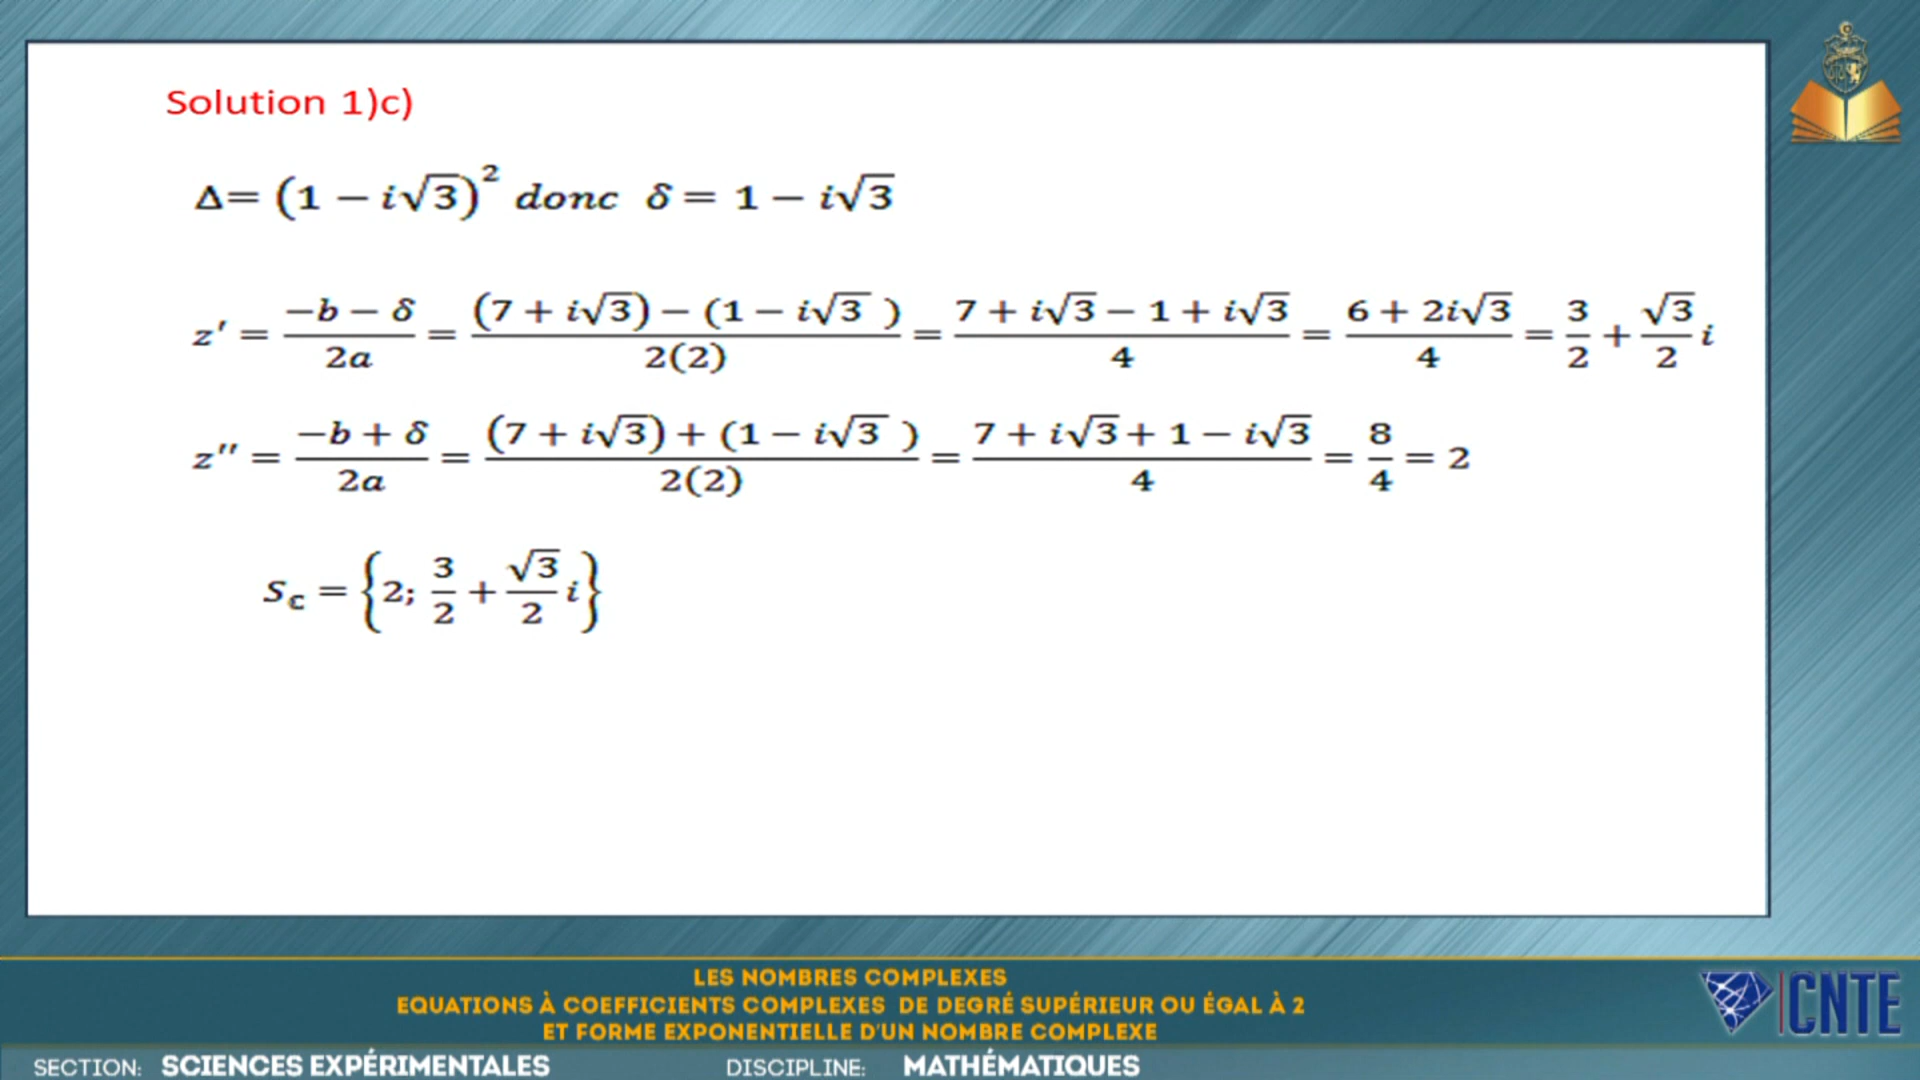 Solution 1)c)
Δ= (1 − i√3)² donc δ = 1 − i√3
z′ = (−b − δ)/2a = ((7 + i√3) − (1 − i√3 ))/2(2) = (7 + i√3 − 1 + i√3)/4 = (6 + 2i√3)/4 = 3/2 + √3/2 i
z′′ = (−b + δ)/2a = ((7 + i√3) + (1 − i√3 ))/2(2) = (7 + i√3 + 1 − i√3)/4 = 8/4 = 2
S_C = {2; 3/2 + √3/2 i}
LES NOMBRES COMPLEXES
EQUATIONS À COEFFICIENTS COMPLEXES DE DEGRÉ SUPÉRIEUR OU ÉGAL À 2
ET FORME EXPONENTIELLE D'UN NOMBRE COMPLEXE
CNTE
SECTION: SCIENCES EXPÉRIMENTALES DISCIPLINE: MATHÉMATIQUES